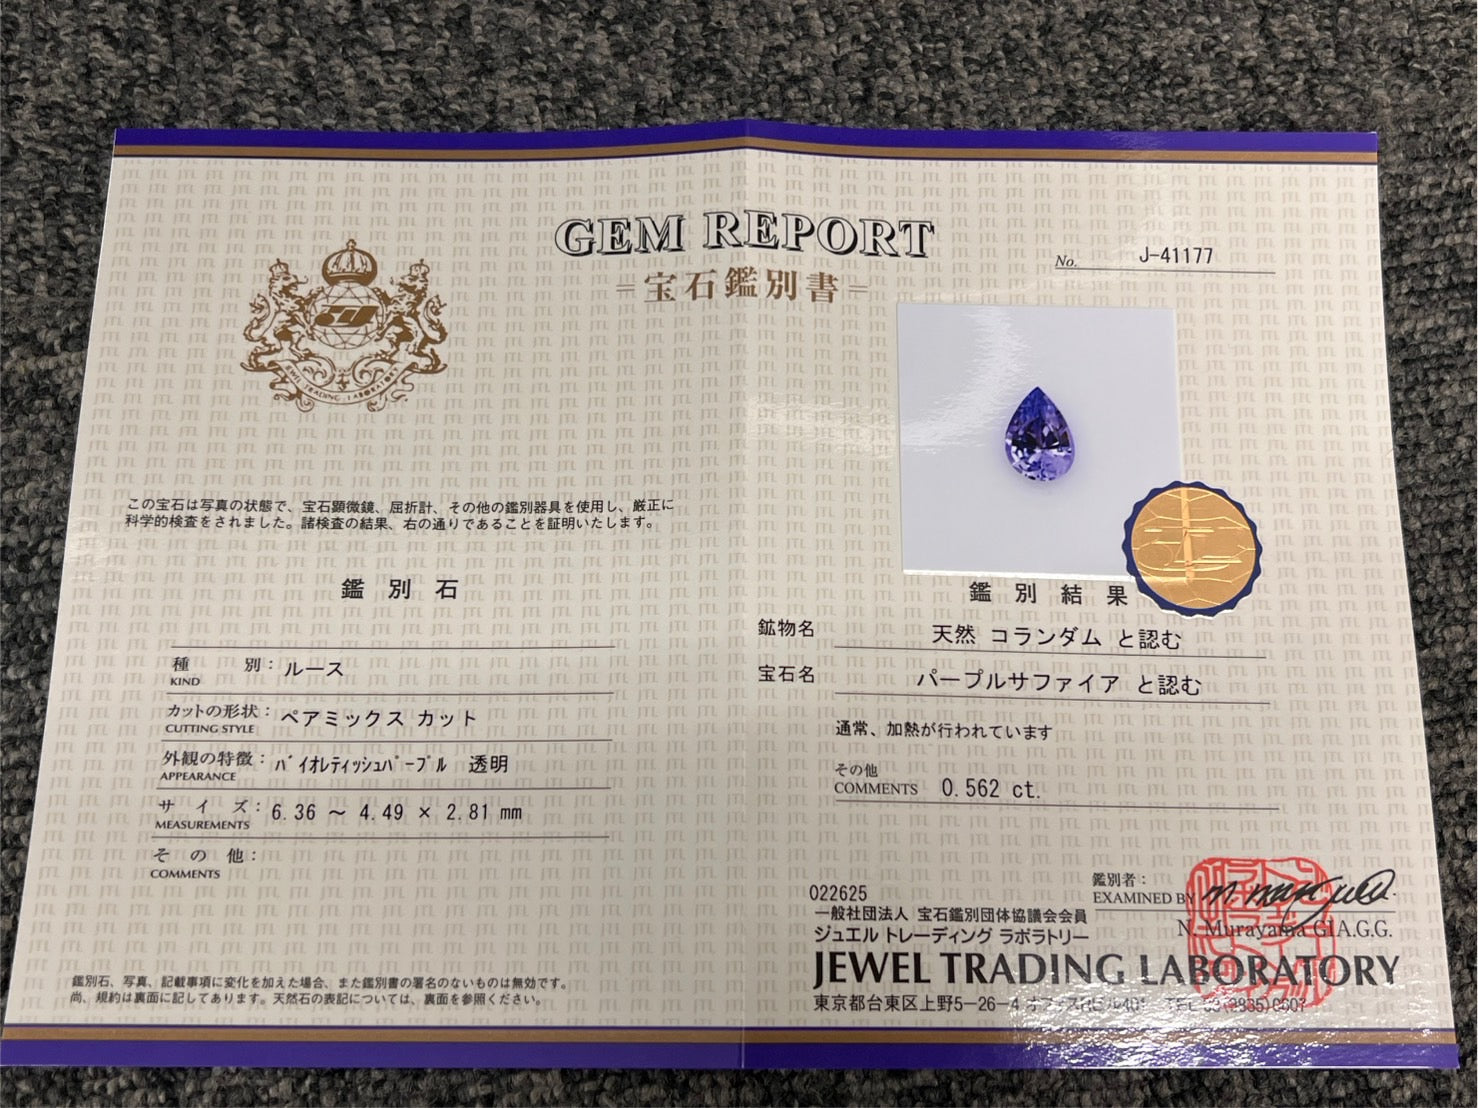 GEM REPORT
=宝石鑑別書=
No. J-41177
JEWEL TRADING LABORATORY
この宝石は写真の状態で、宝石顕微鏡、屈折計、その他の鑑別器具を使用し、厳正に
科学的検査をされました。諸検査の結果、右の通りであることを証明いたします。
鑑別石
種別: ルース
KIND
カットの形状: ペアミックス カット
CUTTING STYLE
外観の特徴: ﾊﾞｲｵﾚﾃｨｯｼｭﾊﾟｰﾌﾟﾙ 透明
APPEARANCE
サイズ: 6.36 ～ 4.49 × 2.81 mm
MEASUREMENTS
その他:
COMMENTS
鑑別石、写真、記載事項に変化を加えた場合、また鑑別書の署名のないものは無効です。
尚、規約は裏面に記してあります。天然石の表記については、裏面を参照ください。
鑑別結果
鉱物名 天然 コランダム と認む
宝石名 パープルサファイア と認む
通常、加熱が行われています
その他
COMMENTS 0.562 ct.
022625
鑑別者:
EXAMINED BY
N. Murayama GIA.G.G.
一般社団法人 宝石鑑別団体協議会会員
ジュエル トレーディング ラボラトリー
JEWEL TRADING LABORATORY
東京都台東区上野5-26-4